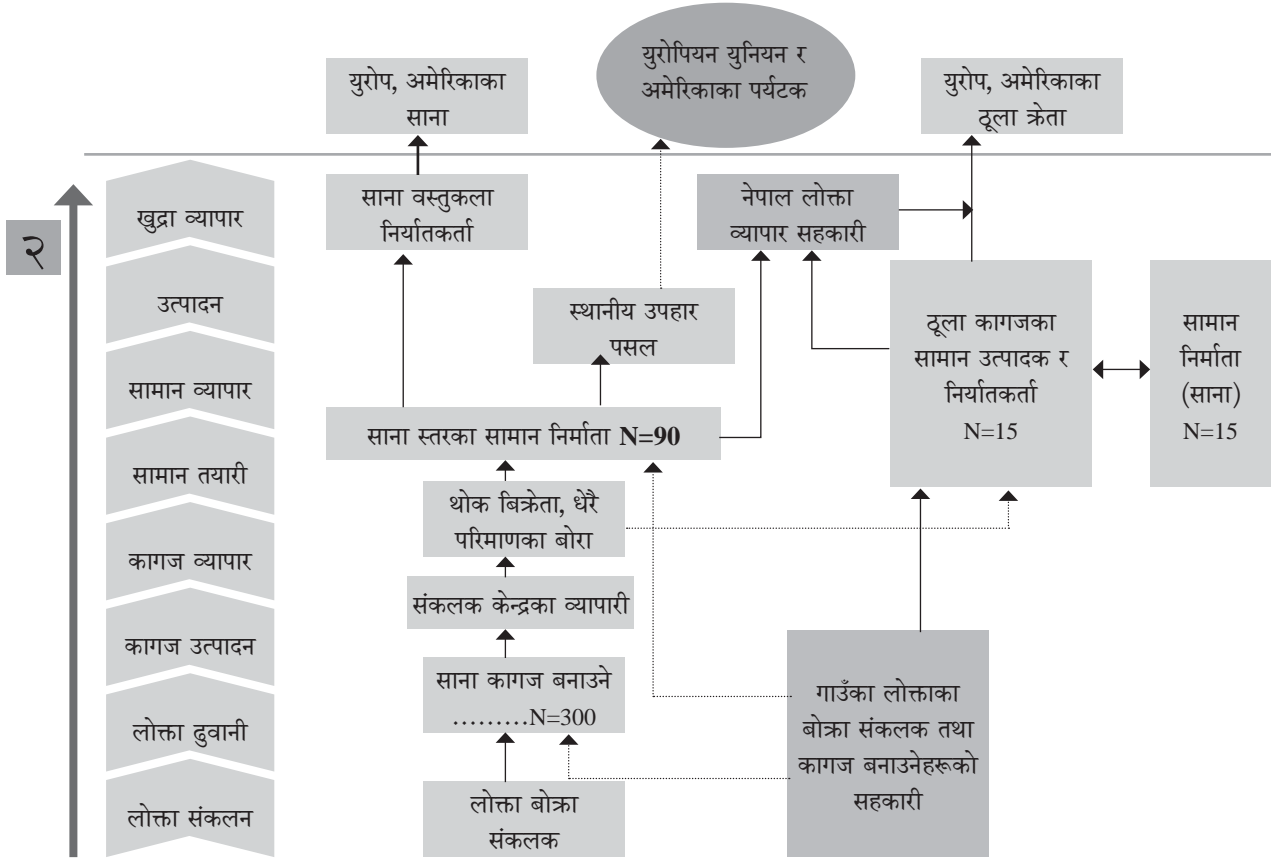 युरोपियन युनियन र
अमेरिकाका पर्यटक
युरोप, अमेरिकाका
साना
युरोप, अमेरिकाका
ठूला क्रेता
२
खुद्रा व्यापार
उत्पादन
सामान व्यापार
सामान तयारी
कागज व्यापार
कागज उत्पादन
लोक्ता ढुवानी
लोक्ता संकलन
साना वस्तुकला
निर्यातकर्ता
नेपाल लोक्ता
व्यापार सहकारी
स्थानीय उपहार
पसल
ठूला कागजका
सामान उत्पादक र
निर्यातकर्ता
N=15
सामान
निर्माता
(साना)
N=15
साना स्तरका सामान निर्माता N=90
थोक बिक्रेता, धेरै
परिमाणका बोरा
संकलक केन्द्रका व्यापारी
साना कागज बनाउने
.........N=300
गाउँका लोक्ताका
बोक्रा संकलक तथा
कागज बनाउनेहरूको
सहकारी
लोक्ता बोक्रा
संकलक